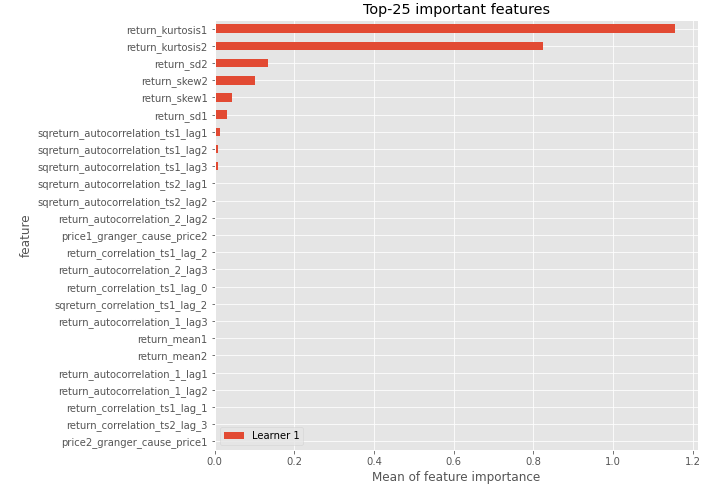 Top-25 important features
return_kurtosis1
return_kurtosis2
return_sd2
return_skew2
return_skew1
return_sd1
sqreturn_autocorrelation_ts1_lag1
sqreturn_autocorrelation_ts1_lag2
sqreturn_autocorrelation_ts1_lag3
sqreturn_autocorrelation_ts2_lag1
sqreturn_autocorrelation_ts2_lag2
return_autocorrelation_2_lag2
price1_granger_cause_price2
return_correlation_ts1_lag_2
return_autocorrelation_2_lag3
return_correlation_ts1_lag_0
sqreturn_correlation_ts1_lag_2
return_autocorrelation_1_lag3
return_mean1
return_mean2
return_autocorrelation_1_lag1
return_autocorrelation_1_lag2
return_correlation_ts1_lag_1
return_correlation_ts2_lag_3
price2_granger_cause_price1
feature
Learner 1
0.0 0.2 0.4 0.6 0.8 1.0 1.2
Mean of feature importance